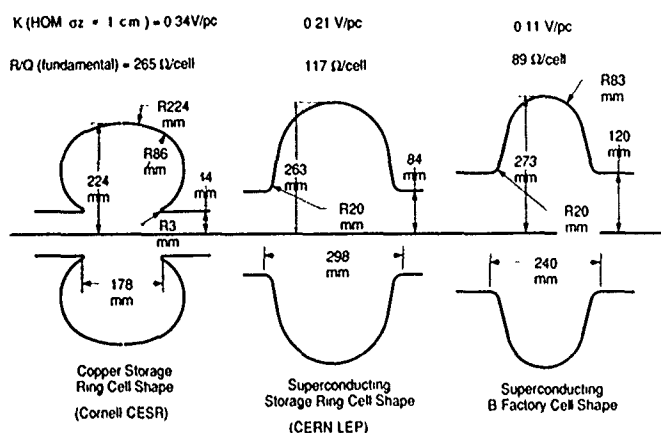 K (HOM σz = 1 cm) = 0 34V/pc 0 21 V/pc 0 11 V/pc
R/Q (fundamental) = 265 Ω/cell 117 Ω/cell 89 Ω/cell
R224
mm
R86
mm
224
mm
R3
mm
178
mm
263
mm
84
mm
R20
mm
298
mm
R83
mm
120
mm
273
mm
R20
mm
240
mm
Copper Storage
Ring Cell Shape
(Cornell CESR)
Superconducting
Storage Ring Cell Shape
(CERN LEP)
Superconducting
B Factory Cell Shape